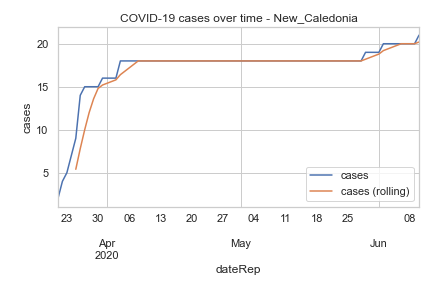 COVID-19 cases over time - New_Caledonia
cases
20
15
10
5
cases
cases (rolling)
23 30 06 13 20 27 04 11 18 25 08
Apr May Jun
2020
dateRep